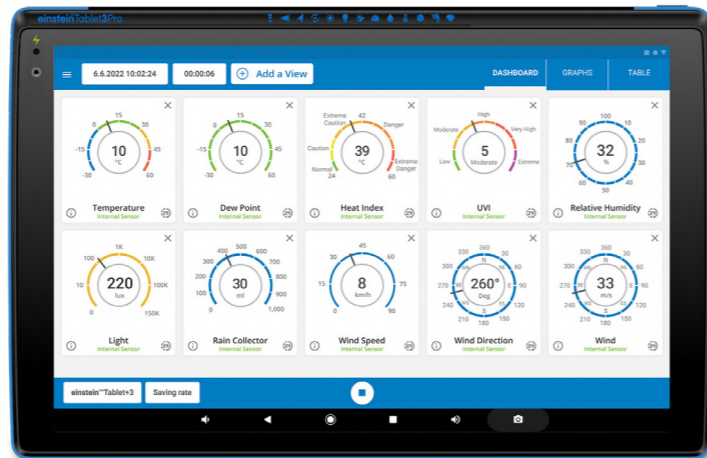 einsteinTablet3Pro
6.6.2022 10:02:24
00:00:06
Add a View
DASHBOARD
GRAPHS
TABLE
-30 -15 0 15 30 45 60
10
°C
Temperature
Internal Sensor
-30 -15 0 15 30 45 60
10
°C
Dew Point
Internal Sensor
Normal
24
Caution
Extreme
Caution
42
Danger
Extreme
Danger
60
39
°C
Heat Index
Internal Sensor
Low
Moderate
High
Very High
Extreme
5
Moderate
UVI
Internal Sensor
100 10 20 30 40 50 60 70 80 90
32
%
Relative Humidity
Internal Sensor
0 10 100 1K 10K 100K 150K
220
lux
Light
Internal Sensor
0 100 200 300 400 500 600 700 800 900 1,000
30
ml
Rain Collector
Internal Sensor
0 15 30 45 60 75 90
8
km/h
Wind Speed
Internal Sensor
360 30 60 90 120 150 180 210 240 270 300 330
N E S W
260°
Deg
Wind Direction
Internal Sensor
360 30 60 90 120 150 180 210 240 270 300 330
N E S W
33
m/s
Wind
Internal Sensor
einstein™Tablet+3
Saving rate